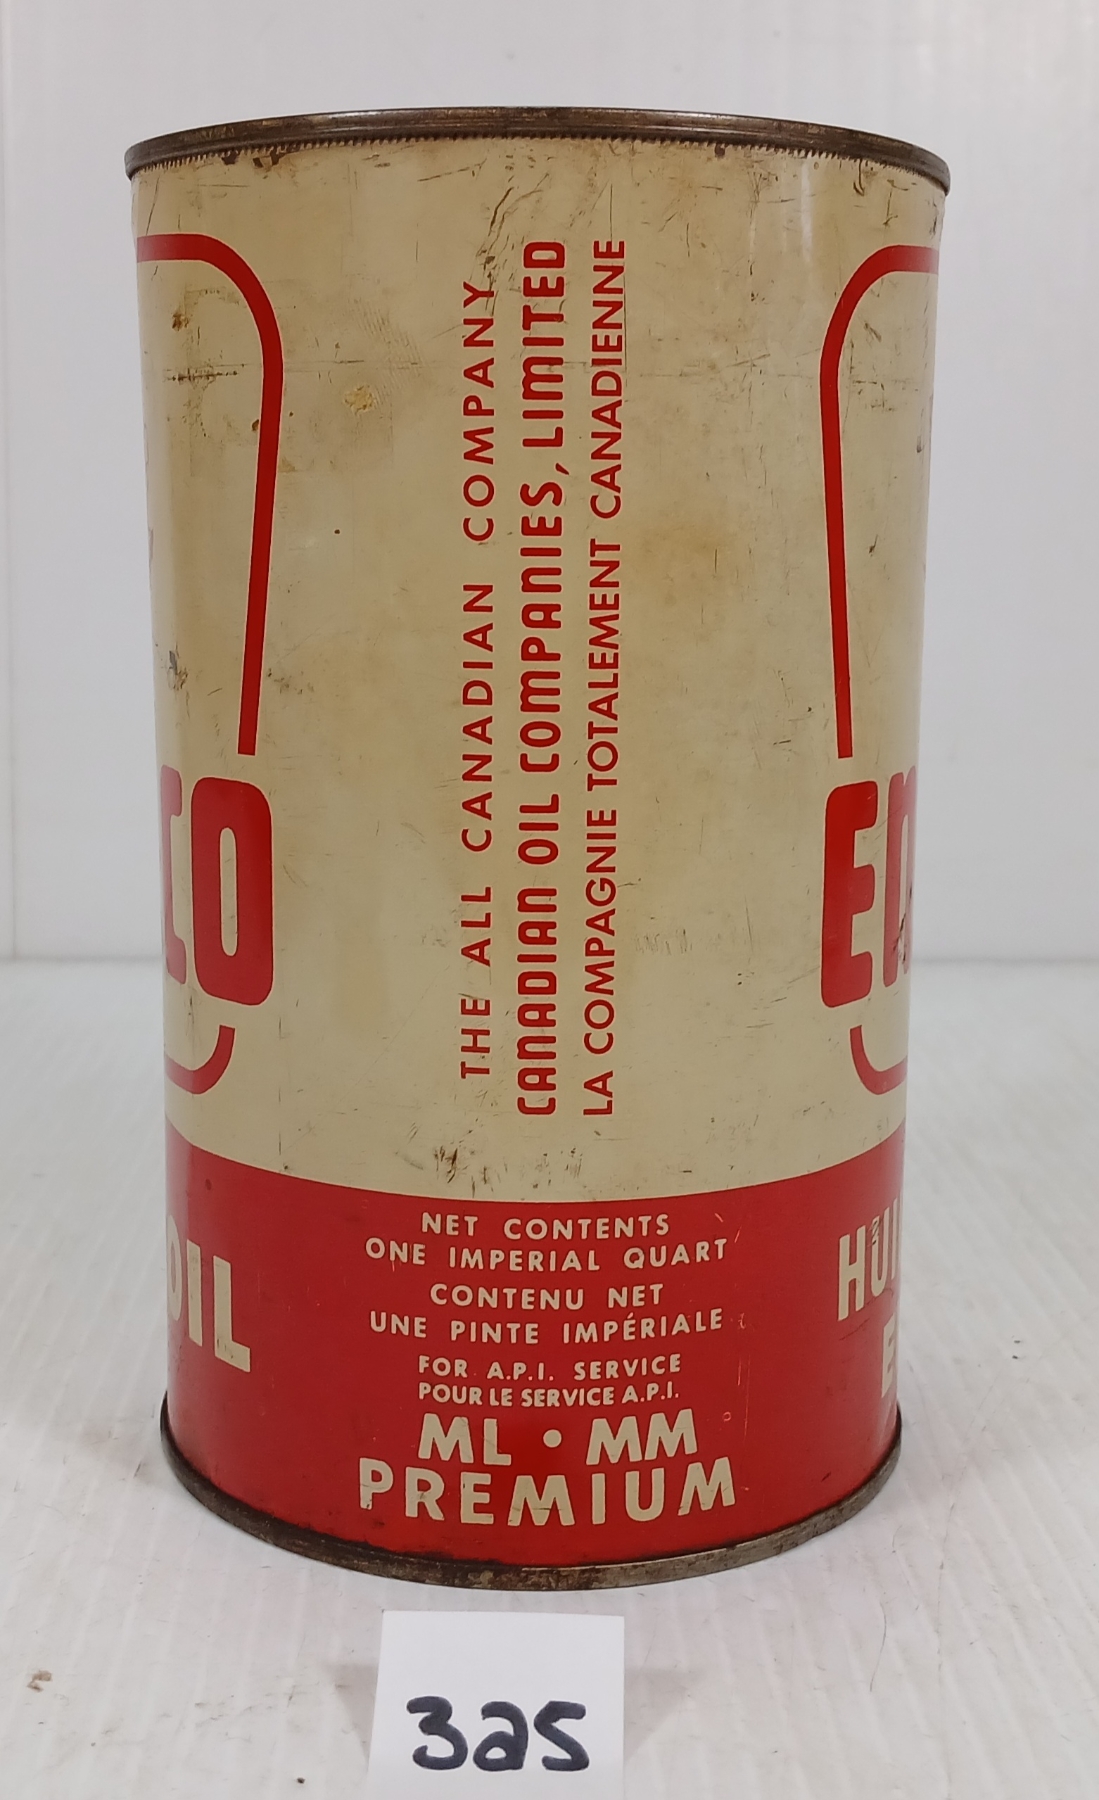 THE ALL CANADIAN COMPANY
CANADIAN OIL COMPANIES, LIMITED
LA COMPAGNIE TOTALEMENT CANADIENNE
OIL
NET CONTENTS
ONE IMPERIAL QUART
CONTENU NET
UNE PINTE IMPÉRIALE
FOR A.P.I. SERVICE
POUR LE SERVICE A.P.I.
ML • MM
PREMIUM
325